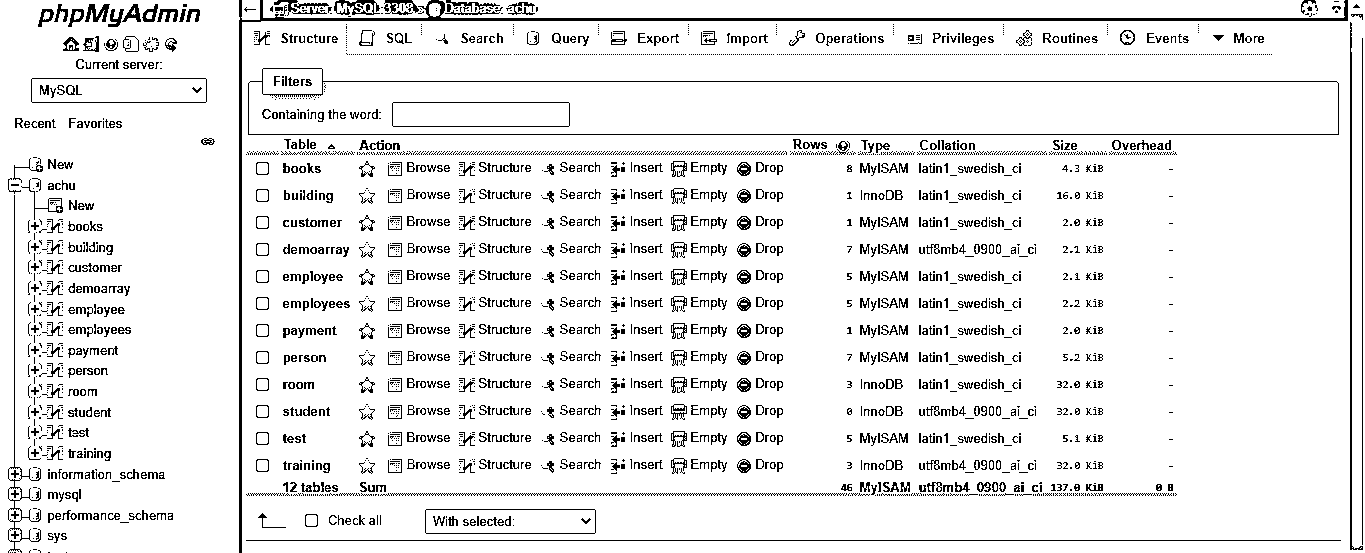 phpMyAdmin
Current server:
MySQL
Recent Favorites
New
achu
New
books
building
customer
demoarray
employee
employees
payment
person
room
student
test
training
information_schema
mysql
performance_schema
sys
Server: MySQL:3308 » Database: achu
Structure SQL Search Query Export Import Operations Privileges Routines Events More
Filters
Containing the word:
Table Action Rows Type Collation Size Overhead
books Browse Structure Search Insert Empty Drop 8 MyISAM latin1_swedish_ci 4.3 KiB -
building Browse Structure Search Insert Empty Drop 1 InnoDB latin1_swedish_ci 16.0 KiB -
customer Browse Structure Search Insert Empty Drop 1 MyISAM latin1_swedish_ci 2.0 KiB -
demoarray Browse Structure Search Insert Empty Drop 7 MyISAM utf8mb4_0900_ai_ci 2.1 KiB -
employee Browse Structure Search Insert Empty Drop 5 MyISAM latin1_swedish_ci 2.1 KiB -
employees Browse Structure Search Insert Empty Drop 5 MyISAM latin1_swedish_ci 2.2 KiB -
payment Browse Structure Search Insert Empty Drop 1 MyISAM latin1_swedish_ci 2.0 KiB -
person Browse Structure Search Insert Empty Drop 7 MyISAM latin1_swedish_ci 5.2 KiB -
room Browse Structure Search Insert Empty Drop 3 InnoDB latin1_swedish_ci 32.0 KiB -
student Browse Structure Search Insert Empty Drop 0 InnoDB utf8mb4_0900_ai_ci 32.0 KiB -
test Browse Structure Search Insert Empty Drop 5 MyISAM latin1_swedish_ci 5.1 KiB -
training Browse Structure Search Insert Empty Drop 3 InnoDB utf8mb4_0900_ai_ci 32.0 KiB -
12 tables Sum 46 MyISAM utf8mb4_0900_ai_ci 137.0 KiB 0 B
Check all With selected: